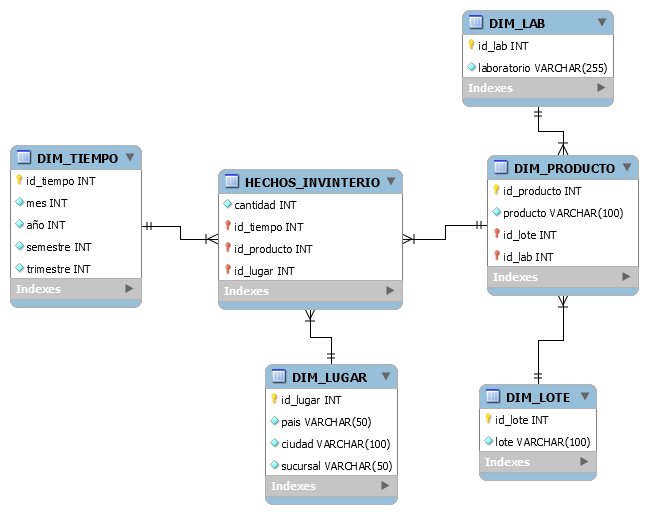 DIM_LAB
id_lab INT
laboratorio VARCHAR(255)
Indexes
DIM_TIEMPO
id_tiempo INT
mes INT
año INT
semestre INT
trimestre INT
Indexes
HECHOS_INVINTERIO
cantidad INT
id_tiempo INT
id_producto INT
id_lugar INT
Indexes
DIM_PRODUCTO
id_producto INT
producto VARCHAR(100)
id_lote INT
id_lab INT
Indexes
DIM_LUGAR
id_lugar INT
pais VARCHAR(50)
ciudad VARCHAR(100)
sucursal VARCHAR(50)
Indexes
DIM_LOTE
id_lote INT
lote VARCHAR(100)
Indexes